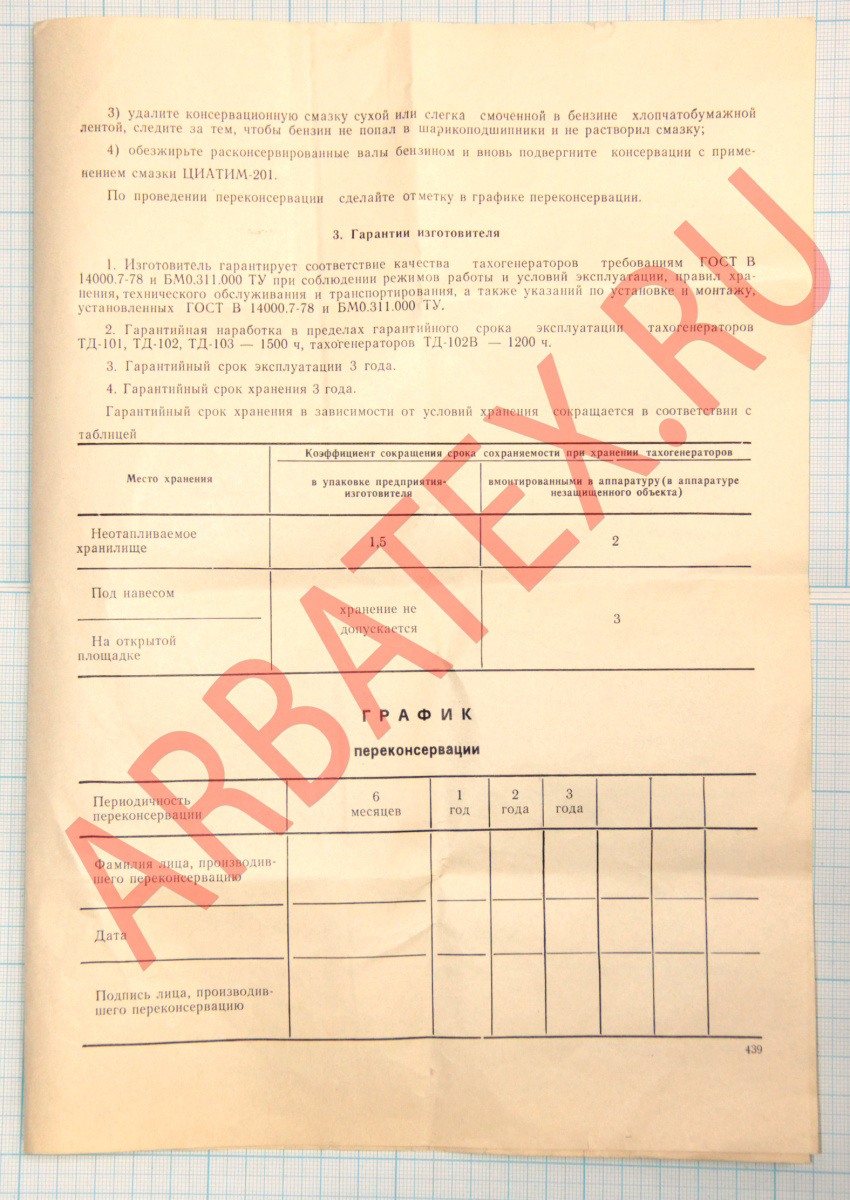 3) удалите консервационную смазку сухой или слегка смоченной в бензине хлопчатобумажной
лентой, следите за тем, чтобы бензин не попал в шарикоподшипники и не растворил смазку;
4) обезжирьте расконсервированные валы бензином и вновь подвергните консервации с приме-
нением смазки ЦИАТИМ-201.
По проведении переконсервации сделайте отметку в графике переконсервации.
3. Гарантии изготовителя
1. Изготовитель гарантирует соответствие качества тахогенераторов требованиям ГОСТ В
14000.7-78 и БМ0.311.000 ТУ при соблюдении режимов работы и условий эксплуатации, правил хра-
нения, технического обслуживания и транспортирования, а также указаний по установке и монтажу,
установленных ГОСТ В 14000.7-78 и БМ0.311.000 ТУ.
2. Гарантийная наработка в пределах гарантийного срока эксплуатации тахогенераторов
ТД-101, ТД-102, ТД-103 — 1500 ч, тахогенераторов ТД-102В — 1200 ч.
3. Гарантийный срок эксплуатации 3 года.
4. Гарантийный срок хранения 3 года.
Гарантийный срок хранения в зависимости от условий хранения сокращается в соответствии с
таблицей
Место хранения
Коэффициент сокращения срока сохраняемости при хранении тахогенераторов
в упаковке предприятия-
изготовителя
вмонтированными в аппаратуру (в аппаратуре
незащищенного объекта)
Неотапливаемое
хранилище
1,5
2
Под навесом
На открытой
площадке
хранение не
допускается
3
ГРАФИК
переконсервации
Периодичность
переконсервации
6
месяцев
1
год
2
года
3
года
Фамилия лица, производив-
шего переконсервацию
Дата
Подпись лица, производив-
шего переконсервацию
439
ARBATEX.RU